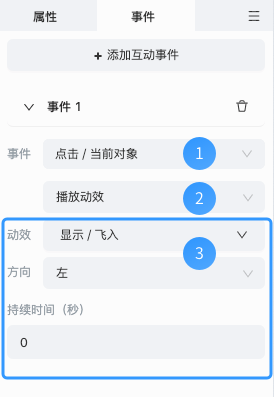 属性 事件
+ 添加互动事件
事件 1
事件 点击 / 当前对象 1
播放动效 2
动效 显示 / 飞入
3
方向 左
持续时间（秒）
0